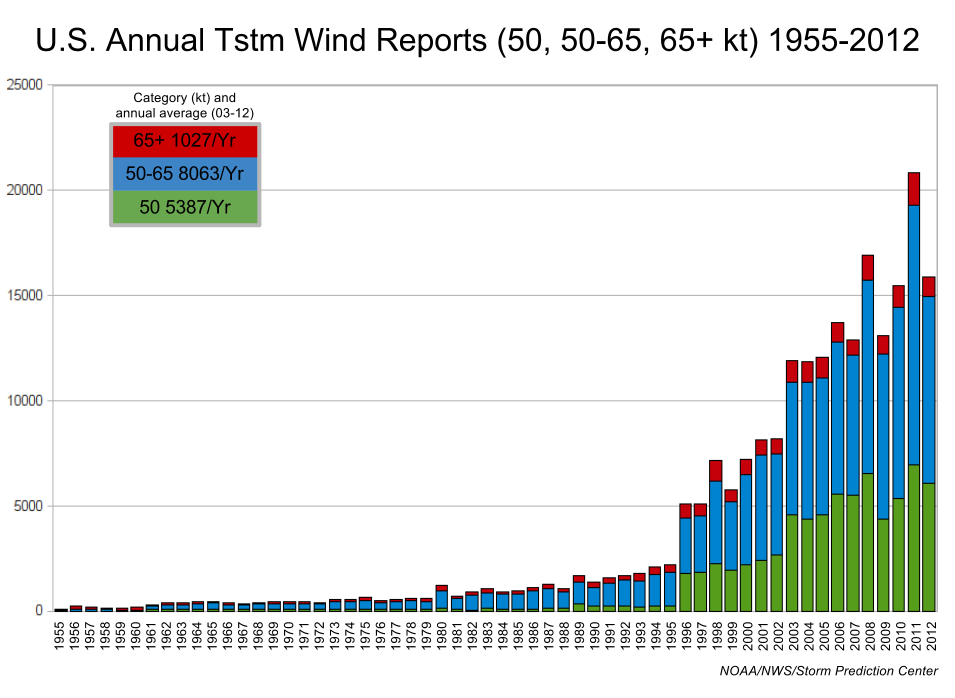 U.S. Annual Tstm Wind Reports (50, 50-65, 65+ kt) 1955-2012
25000
Category (kt) and
annual average (03-12)
65+ 1027/Yr
50-65 8063/Yr
50 5387/Yr
20000
15000
10000
5000
0
1955 1956 1957 1958 1959 1960 1961 1962 1963 1964 1965 1966 1967 1968 1969 1970 1971 1972 1973 1974 1975 1976 1977 1978 1979 1980 1981 1982 1983 1984 1985 1986 1987 1988 1989 1990 1991 1992 1993 1994 1995 1996 1997 1998 1999 2000 2001 2002 2003 2004 2005 2006 2007 2008 2009 2010 2011 2012
NOAA/NWS/Storm Prediction Center